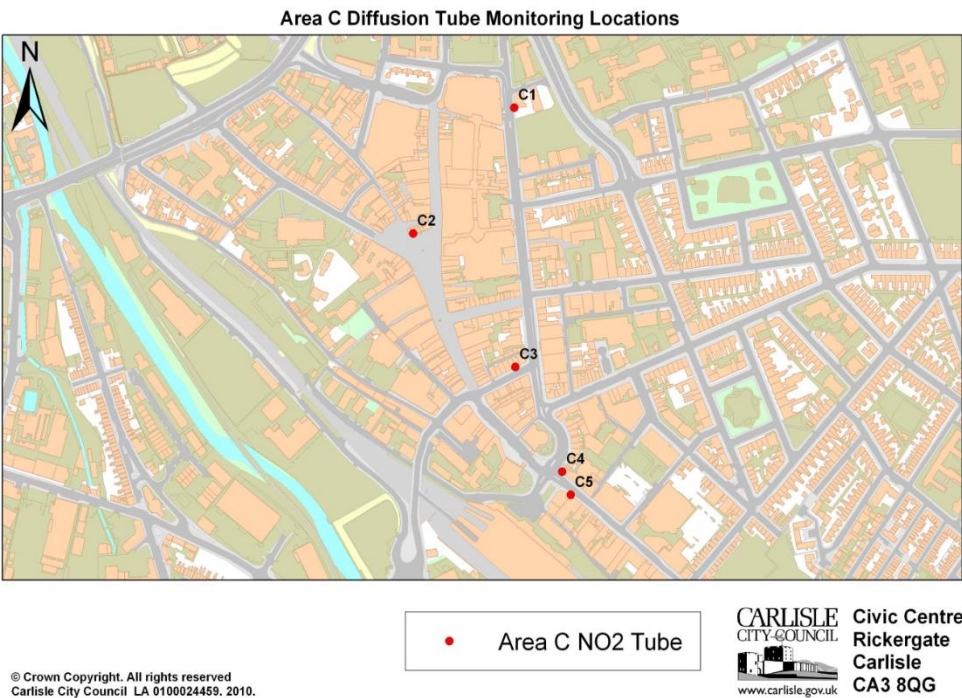 Area C Diffusion Tube Monitoring Locations
N
C1
C2
C3
C4
C5
Area C NO2 Tube
© Crown Copyright. All rights reserved
Carlisle City Council LA 0100024459. 2010.
CARLISLE
CITY COUNCIL
www.carlisle.gov.uk
Civic Centre
Rickergate
Carlisle
CA3 8QG